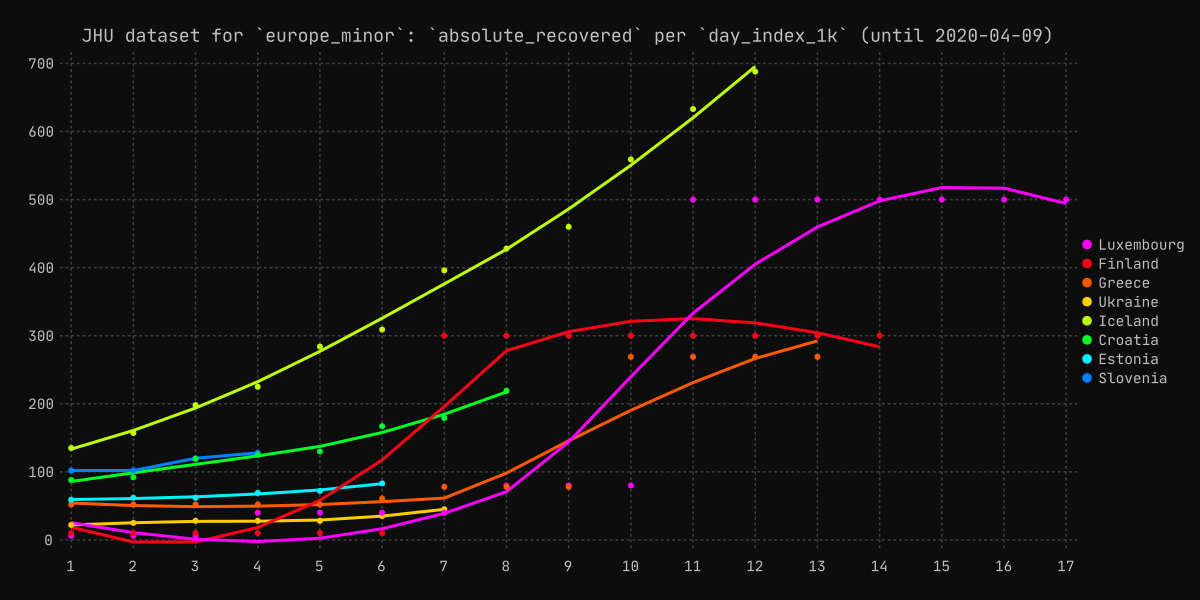 JHU dataset for `europe_minor`: `absolute_recovered` per `day_index_1k` (until 2020-04-09)
700
600
500
400
300
200
100
0
1 2 3 4 5 6 7 8 9 10 11 12 13 14 15 16 17
Luxembourg
Finland
Greece
Ukraine
Iceland
Croatia
Estonia
Slovenia